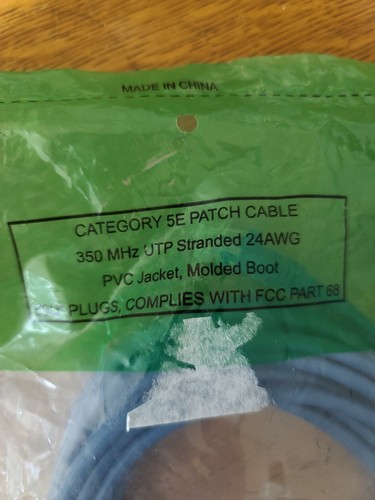 MADE IN CHINA
CATEGORY 5E PATCH CABLE
350 MHz UTP Stranded 24AWG
PVC Jacket, Molded Boot
PLUGS, COMPLIES WITH FCC PART 68